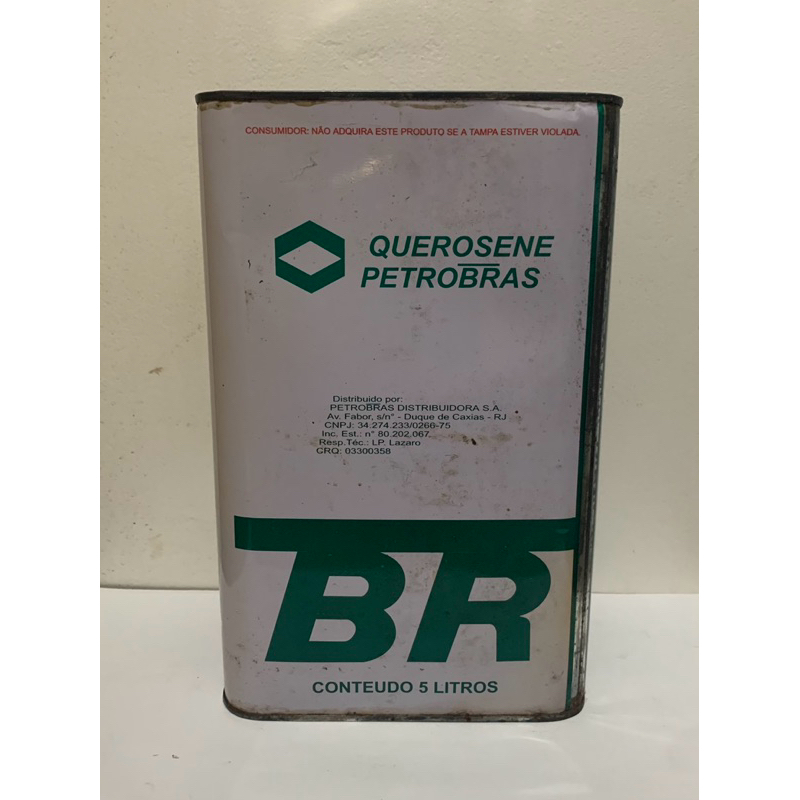 CONSUMIDOR: NÃO ADQUIRA ESTE PRODUTO SE A TAMPA ESTIVER VIOLADA.
QUEROSENE
PETROBRAS
Distribuido por:
PETROBRAS DISTRIBUIDORA S.A.
Av. Fabor, s/n° - Duque de Caxias - RJ
CNPJ: 34.274.233/0266-75
Inc. Est.: n° 80.202.067.
Resp.Téc.: LP. Lazaro
CRQ: 03300358
BR
CONTEUDO 5 LITROS